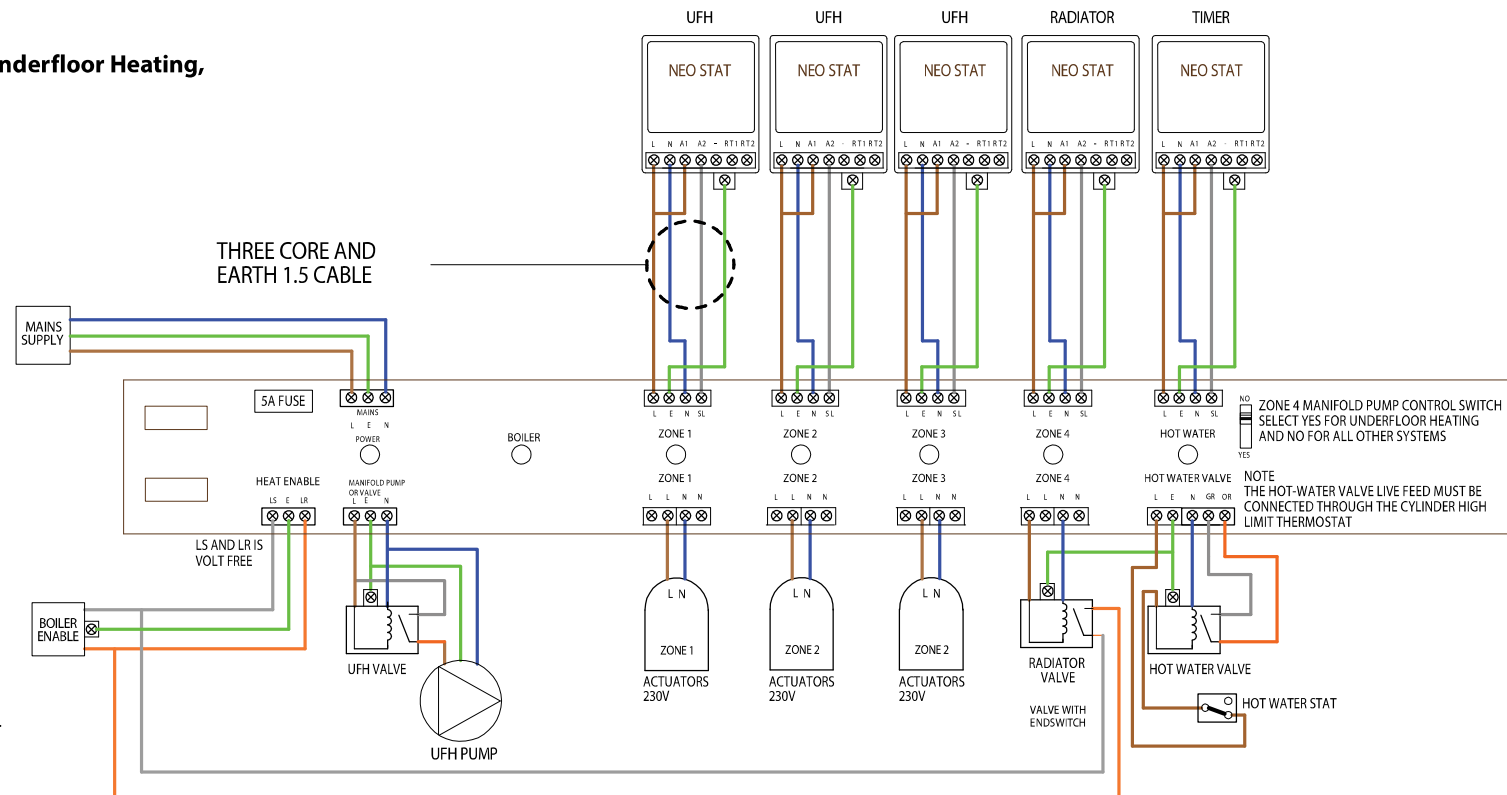 UFH UFH UFH RADIATOR TIMER
nderfloor Heating,
NEO STAT NEO STAT NEO STAT NEO STAT NEO STAT
L N A1 A2 - RT1 RT2 L N A1 A2 - RT1 RT2 L N A1 A2 - RT1 RT2 L N A1 A2 - RT1 RT2 L N A1 A2 - RT1 RT2
THREE CORE AND
EARTH 1.5 CABLE
MAINS
SUPPLY
5A FUSE
MAINS
L E N
POWER
BOILER
L E N SL L E N SL L E N SL L E N SL L E N SL
ZONE 1 ZONE 2 ZONE 3 ZONE 4 HOT WATER
NO
YES
ZONE 4 MANIFOLD PUMP CONTROL SWITCH
SELECT YES FOR UNDERFLOOR HEATING
AND NO FOR ALL OTHER SYSTEMS
HEAT ENABLE
LS E LR
MANIFOLD PUMP
OR VALVE
L E N
ZONE 1 ZONE 2 ZONE 3 ZONE 4 HOT WATER VALVE
L L N N L L N N L L N N L L N N L E N GR OR
NOTE
THE HOT-WATER VALVE LIVE FEED MUST BE
CONNECTED THROUGH THE CYLINDER HIGH
LIMIT THERMOSTAT
LS AND LR IS
VOLT FREE
BOILER
ENABLE
UFH VALVE
UFH PUMP
L N L N L N
ZONE 1 ZONE 2 ZONE 2
ACTUATORS
230V
ACTUATORS
230V
ACTUATORS
230V
RADIATOR
VALVE
VALVE WITH
ENDSWITCH
HOT WATER VALVE
HOT WATER STAT